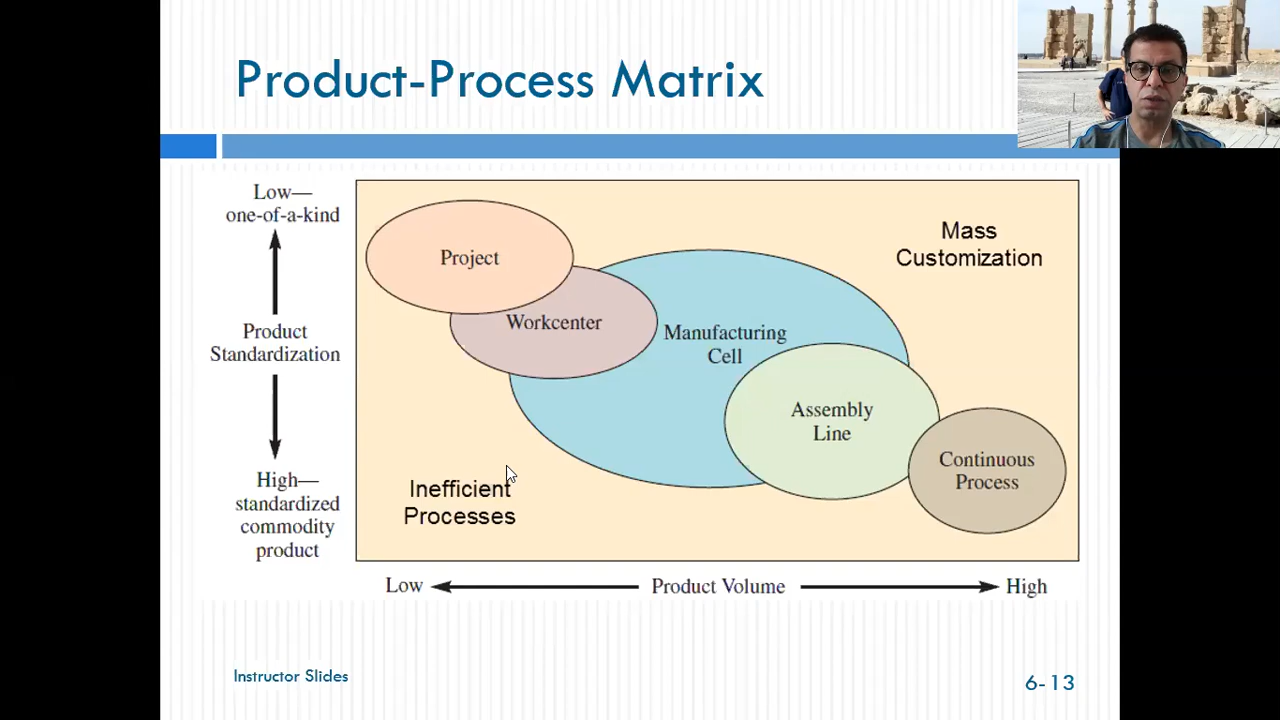 Product-Process Matrix
Low—
one-of-a-kind
Product
Standardization
High—
standardized
commodity
product
Project
Workcenter
Manufacturing
Cell
Assembly
Line
Continuous
Process
Mass
Customization
Inefficient
Processes
Low
Product Volume
High
Instructor Slides
6-13